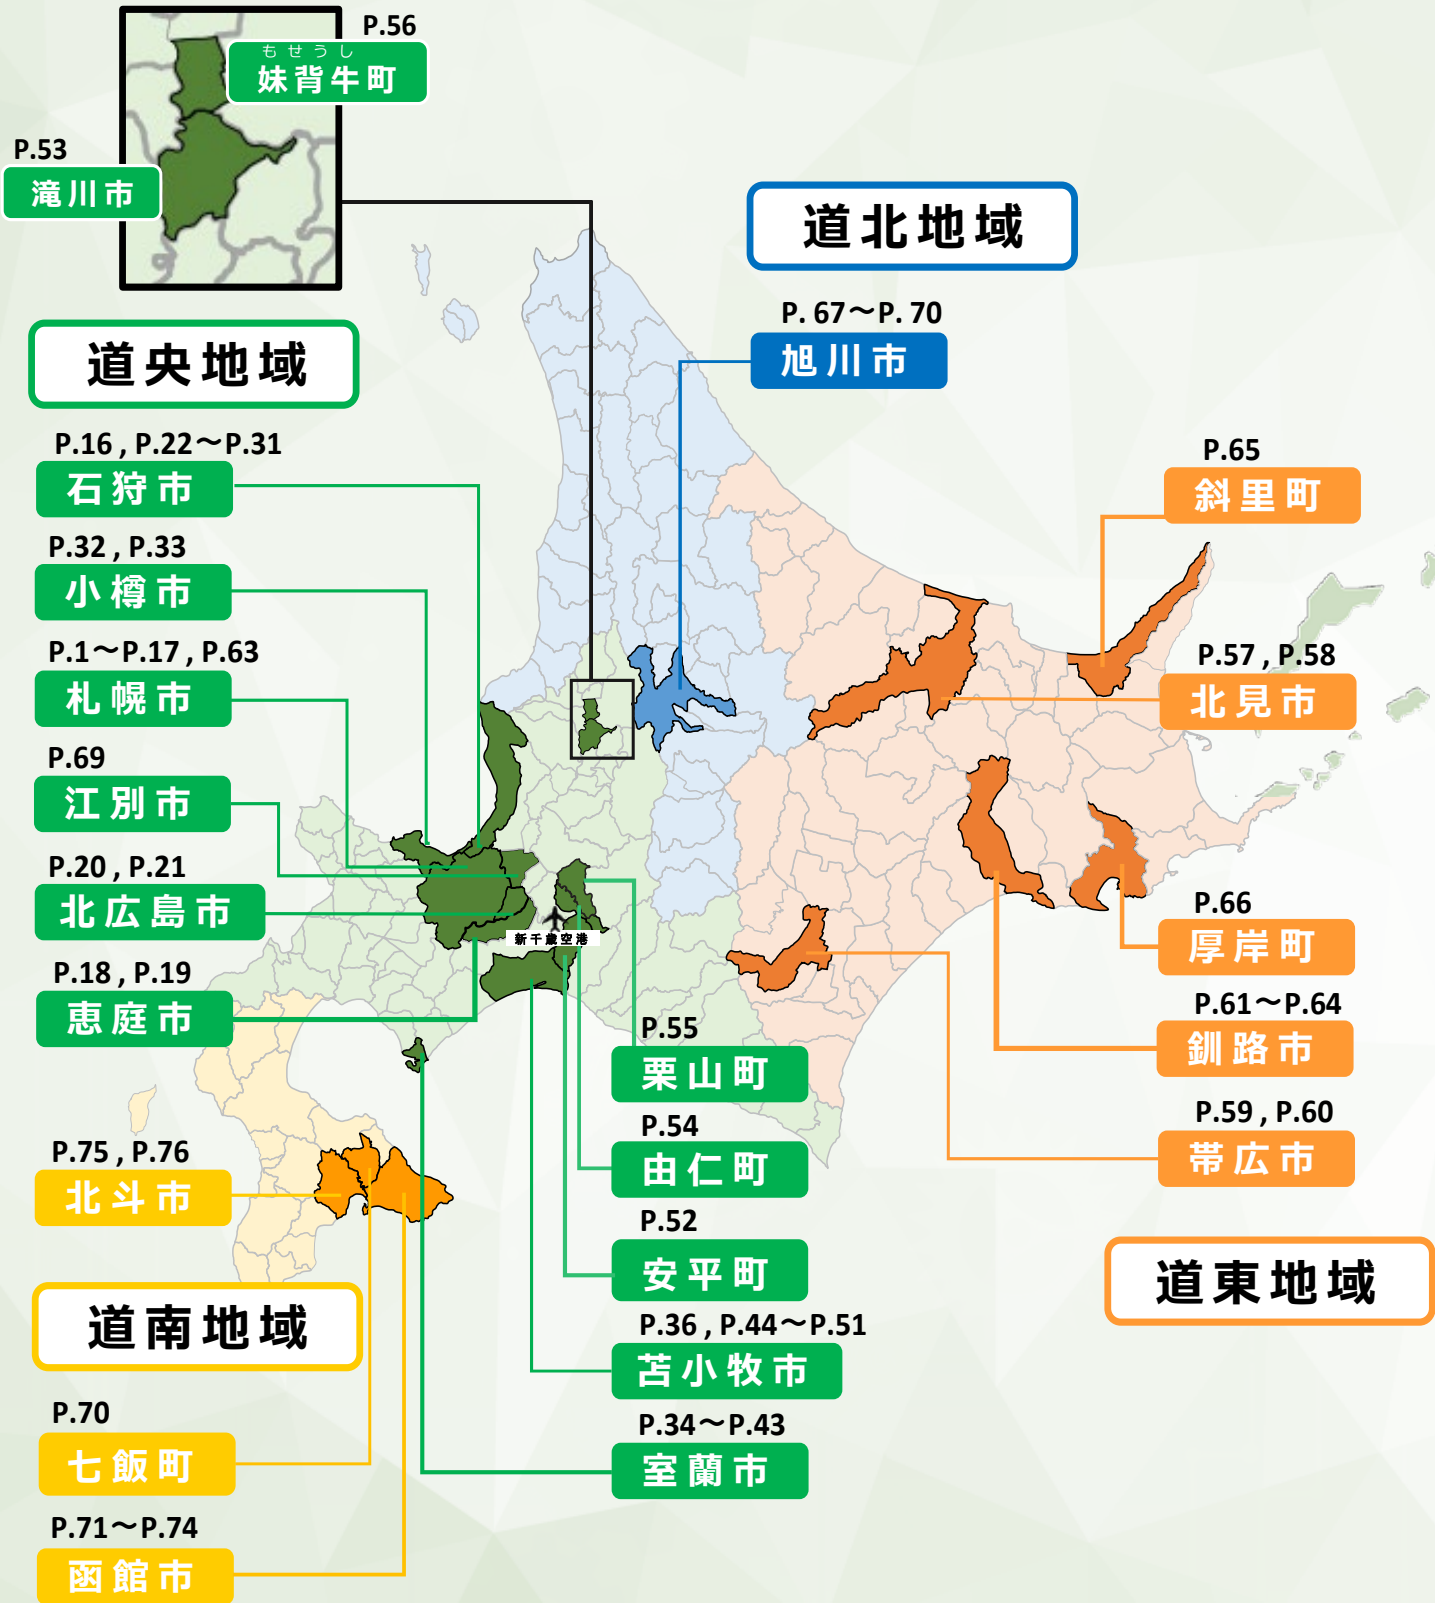 P.56
もせうし
妹背牛町
P.53
滝川市
道北地域
P. 67～P. 70
旭川市
道央地域
P.16 , P.22～P.31
石狩市
P.32 , P.33
小樽市
P.1～P.17 , P.63
札幌市
P.69
江別市
P.20 , P.21
北広島市
P.18 , P.19
恵庭市
新千歳空港
P.65
斜里町
P.57 , P.58
北見市
P.66
厚岸町
P.61～P.64
釧路市
P.59 , P.60
帯広市
道東地域
P.55
栗山町
P.54
由仁町
P.52
安平町
P.36 , P.44～P.51
苫小牧市
P.34～P.43
室蘭市
P.75 , P.76
北斗市
道南地域
P.70
七飯町
P.71～P.74
函館市